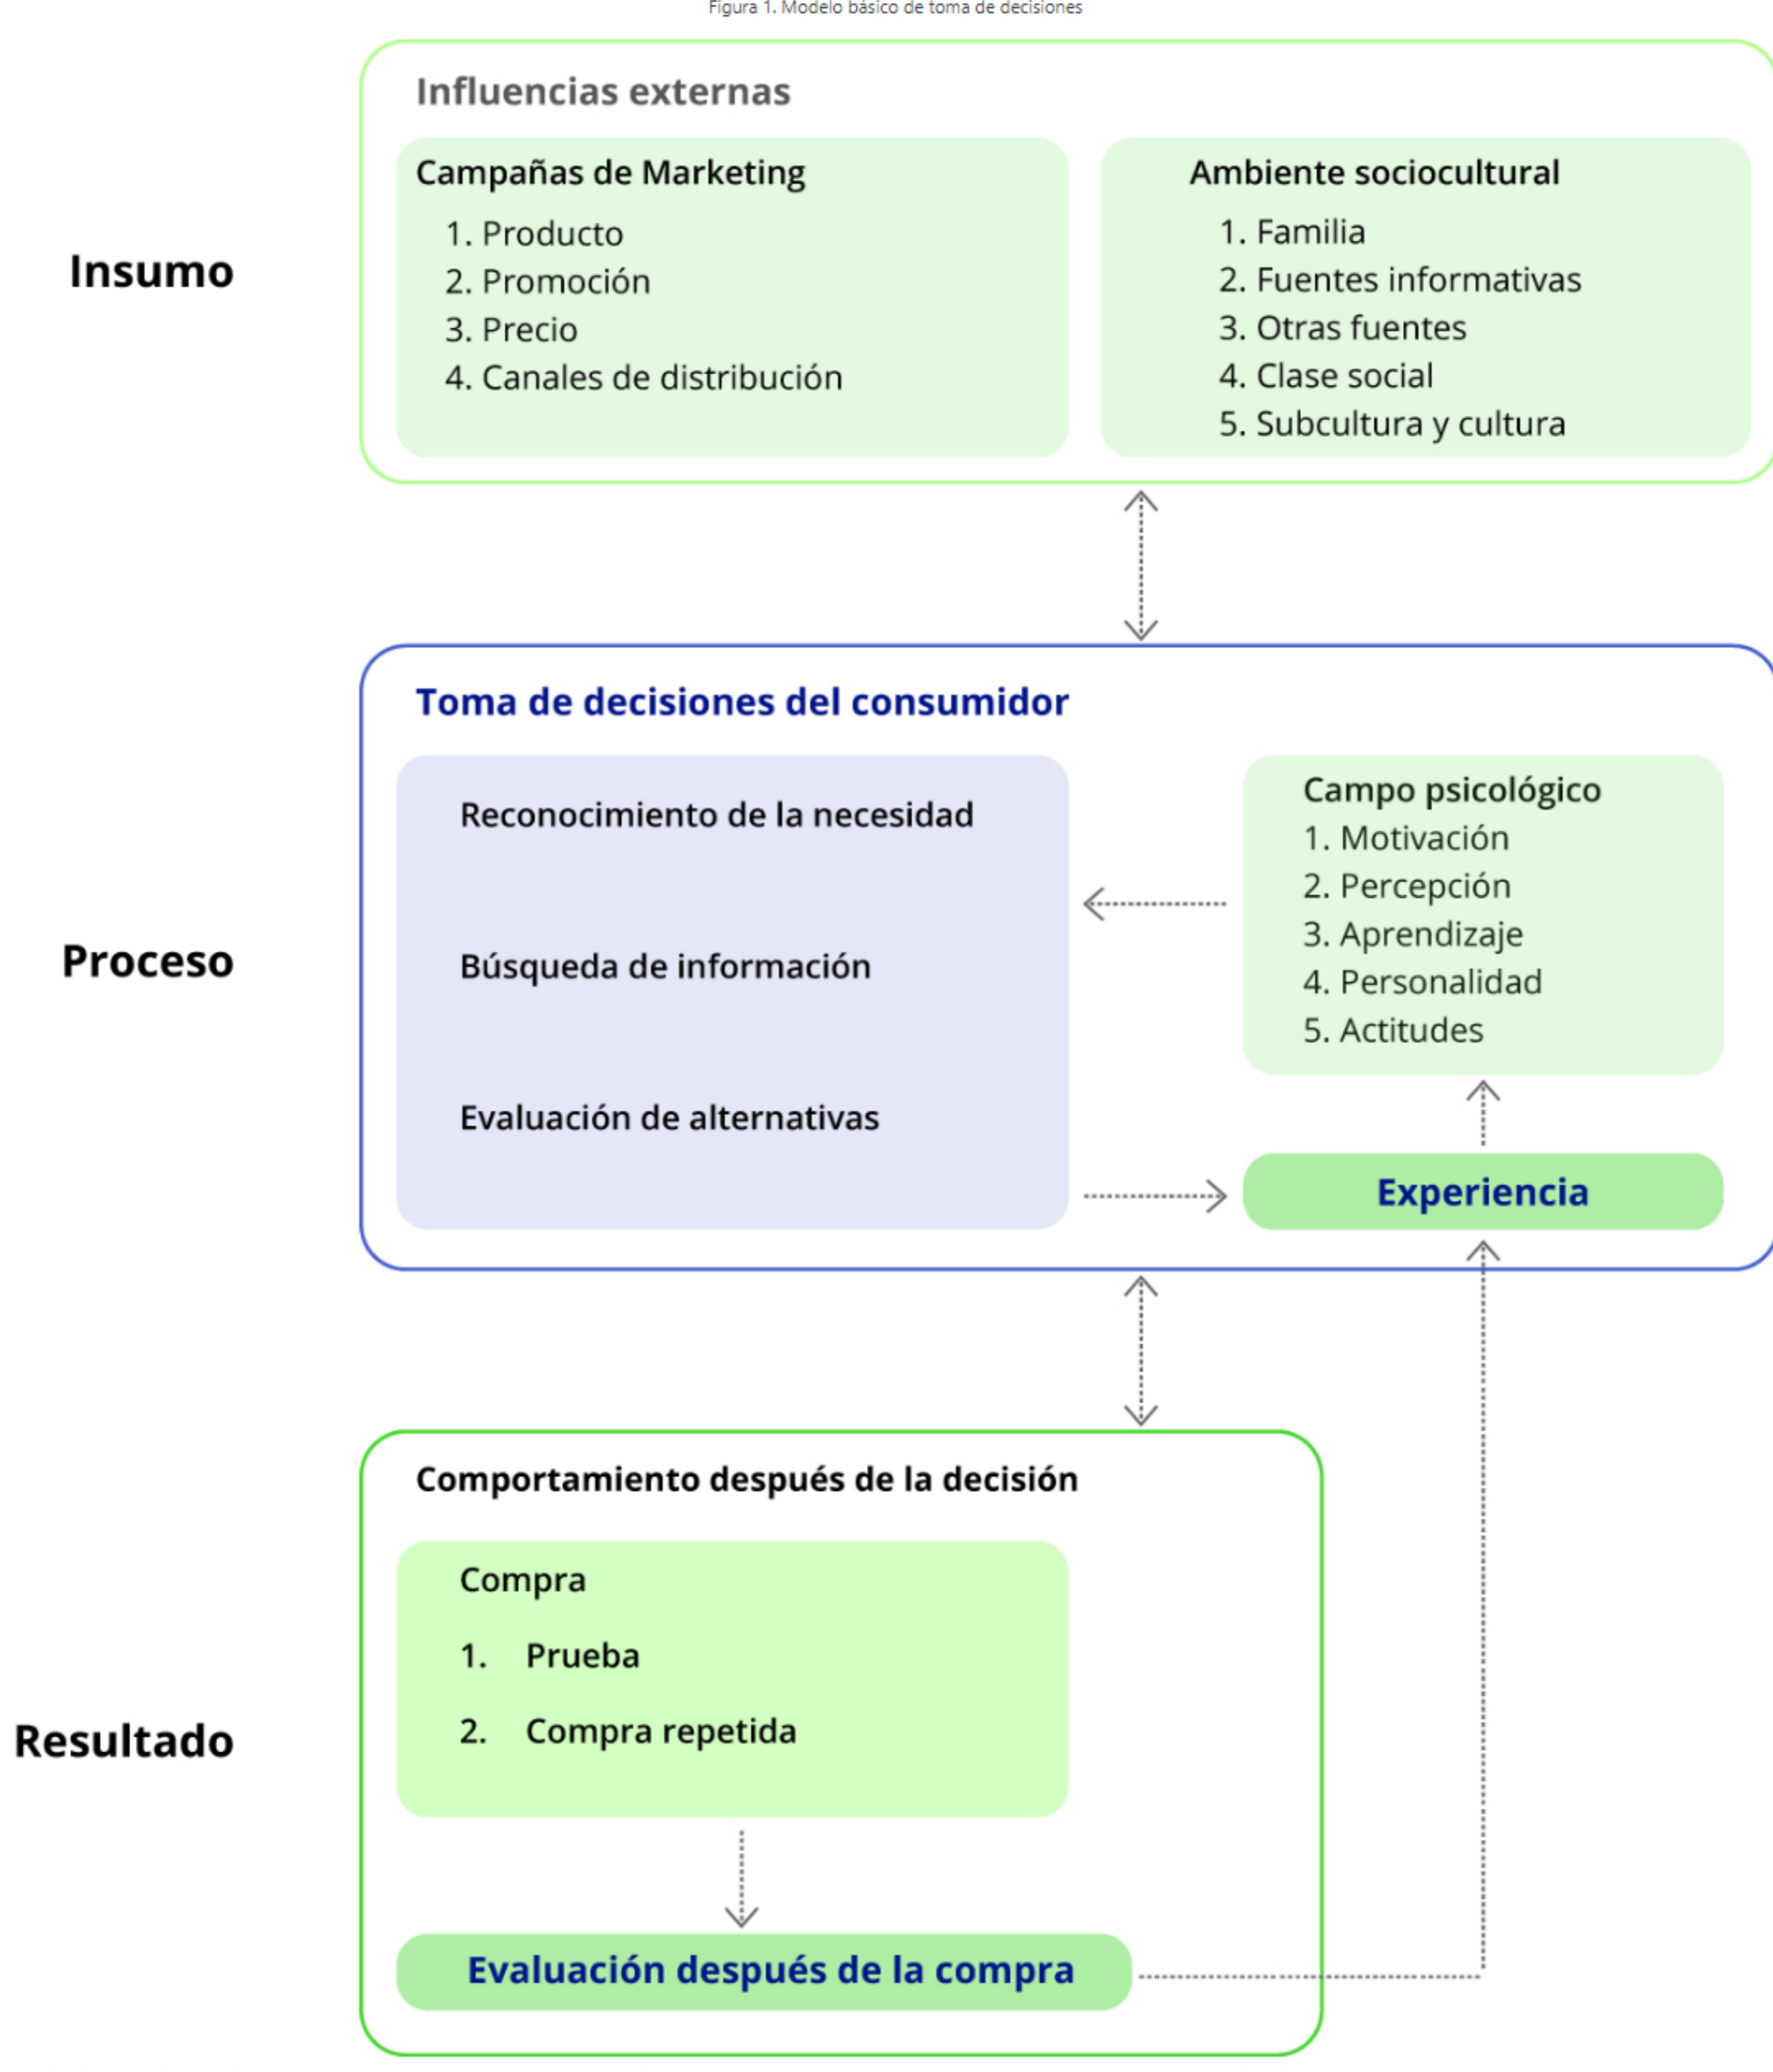 Figura 1. Modelo básico de toma de decisiones
Insumo
Influencias externas
Campañas de Marketing
1. Producto
2. Promoción
3. Precio
4. Canales de distribución
Ambiente sociocultural
1. Familia
2. Fuentes informativas
3. Otras fuentes
4. Clase social
5. Subcultura y cultura
Proceso
Toma de decisiones del consumidor
Reconocimiento de la necesidad
Búsqueda de información
Evaluación de alternativas
Campo psicológico
1. Motivación
2. Percepción
3. Aprendizaje
4. Personalidad
5. Actitudes
Experiencia
Resultado
Comportamiento después de la decisión
Compra
1. Prueba
2. Compra repetida
Evaluación después de la compra